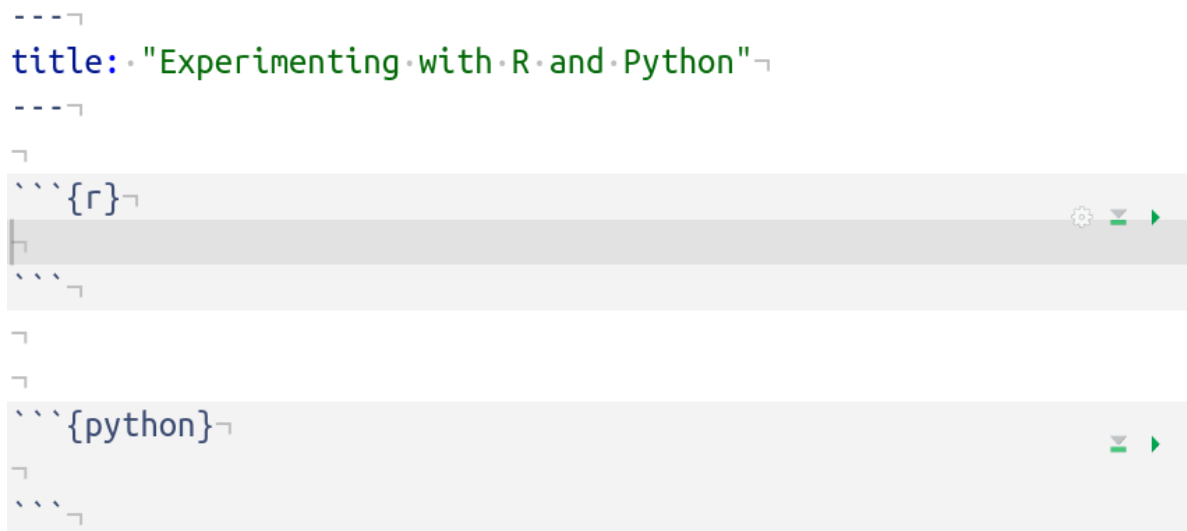 ---
title: "Experimenting with R and Python"
---
```{r}
```
```{python}
```